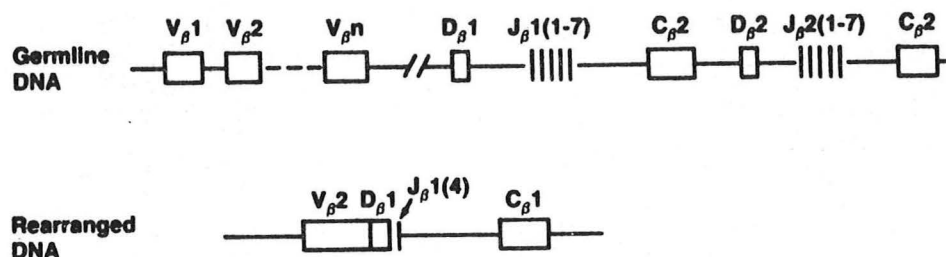 Vβ1 Vβ2 Vβn Dβ1 Jβ1(1-7) Cβ2 Dβ2 Jβ2(1-7) Cβ2
Germline
DNA
Jβ1(4)
Vβ2 Dβ1 Cβ1
Rearranged
DNA